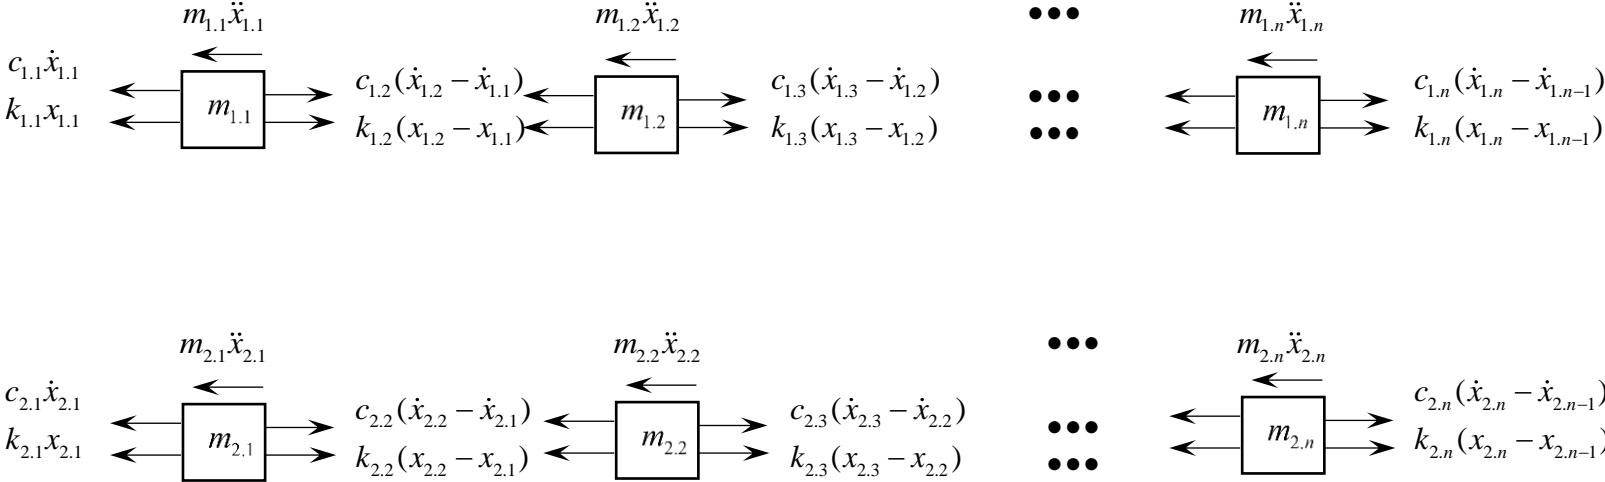 m₁.₁ẍ₁.₁ m₁.₂ẍ₁.₂ ••• m₁.ₙẍ₁.ₙ
c₁.₁ẋ₁.₁ c₁.₂(ẋ₁.₂ − ẋ₁.₁) c₁.₃(ẋ₁.₃ − ẋ₁.₂) ••• c₁.ₙ(ẋ₁.ₙ − ẋ₁.ₙ₋₁)
m₁.₁ m₁.₂ m₁.ₙ
k₁.₁x₁.₁ k₁.₂(x₁.₂ − x₁.₁) k₁.₃(x₁.₃ − x₁.₂) ••• k₁.ₙ(x₁.ₙ − x₁.ₙ₋₁)
m₂.₁ẍ₂.₁ m₂.₂ẍ₂.₂ ••• m₂.ₙẍ₂.ₙ
c₂.₁ẋ₂.₁ c₂.₂(ẋ₂.₂ − ẋ₂.₁) c₂.₃(ẋ₂.₃ − ẋ₂.₂) ••• c₂.ₙ(ẋ₂.ₙ − ẋ₂.ₙ₋₁)
m₂.₁ m₂.₂ m₂.ₙ
k₂.₁x₂.₁ k₂.₂(x₂.₂ − x₂.₁) k₂.₃(x₂.₃ − x₂.₂) ••• k₂.ₙ(x₂.ₙ − x₂.ₙ₋₁)